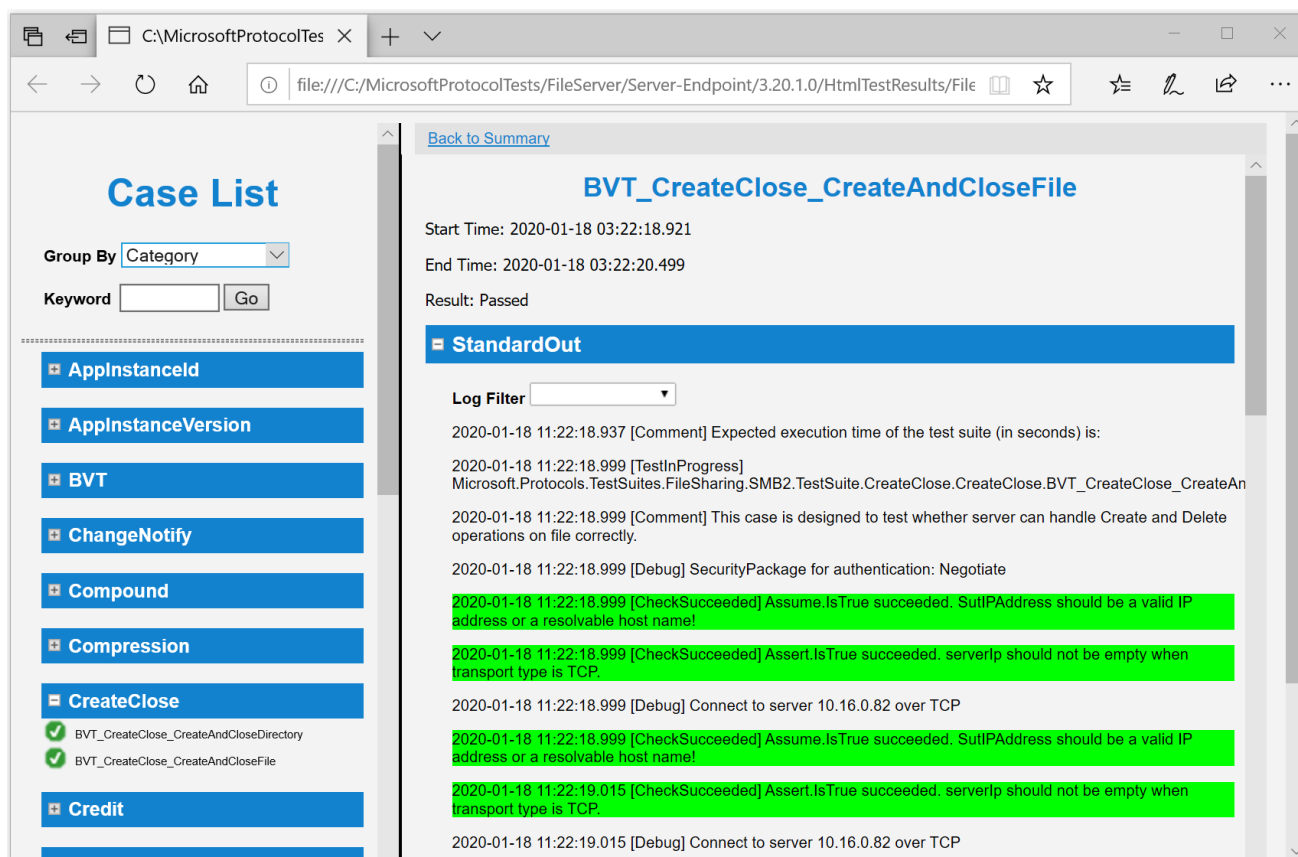 C:\MicrosoftProtocolTes
file:///C:/MicrosoftProtocolTests/FileServer/Server-Endpoint/3.20.1.0/HtmlTestResults/File
Case List
Group By Category
Keyword Go
AppInstanceId
AppInstanceVersion
BVT
ChangeNotify
Compound
Compression
CreateClose
BVT_CreateClose_CreateAndCloseDirectory
BVT_CreateClose_CreateAndCloseFile
Credit
Back to Summary
BVT_CreateClose_CreateAndCloseFile
Start Time: 2020-01-18 03:22:18.921
End Time: 2020-01-18 03:22:20.499
Result: Passed
StandardOut
Log Filter
2020-01-18 11:22:18.937 [Comment] Expected execution time of the test suite (in seconds) is:
2020-01-18 11:22:18.999 [TestInProgress]
Microsoft.Protocols.TestSuites.FileSharing.SMB2.TestSuite.CreateClose.CreateClose.BVT_CreateClose_CreateAn
2020-01-18 11:22:18.999 [Comment] This case is designed to test whether server can handle Create and Delete
operations on file correctly.
2020-01-18 11:22:18.999 [Debug] SecurityPackage for authentication: Negotiate
2020-01-18 11:22:18.999 [CheckSucceeded] Assume.IsTrue succeeded. SutIPAddress should be a valid IP
address or a resolvable host name!
2020-01-18 11:22:18.999 [CheckSucceeded] Assert.IsTrue succeeded. serverIp should not be empty when
transport type is TCP.
2020-01-18 11:22:18.999 [Debug] Connect to server 10.16.0.82 over TCP
2020-01-18 11:22:18.999 [CheckSucceeded] Assume.IsTrue succeeded. SutIPAddress should be a valid IP
address or a resolvable host name!
2020-01-18 11:22:19.015 [CheckSucceeded] Assert.IsTrue succeeded. serverIp should not be empty when
transport type is TCP.
2020-01-18 11:22:19.015 [Debug] Connect to server 10.16.0.82 over TCP